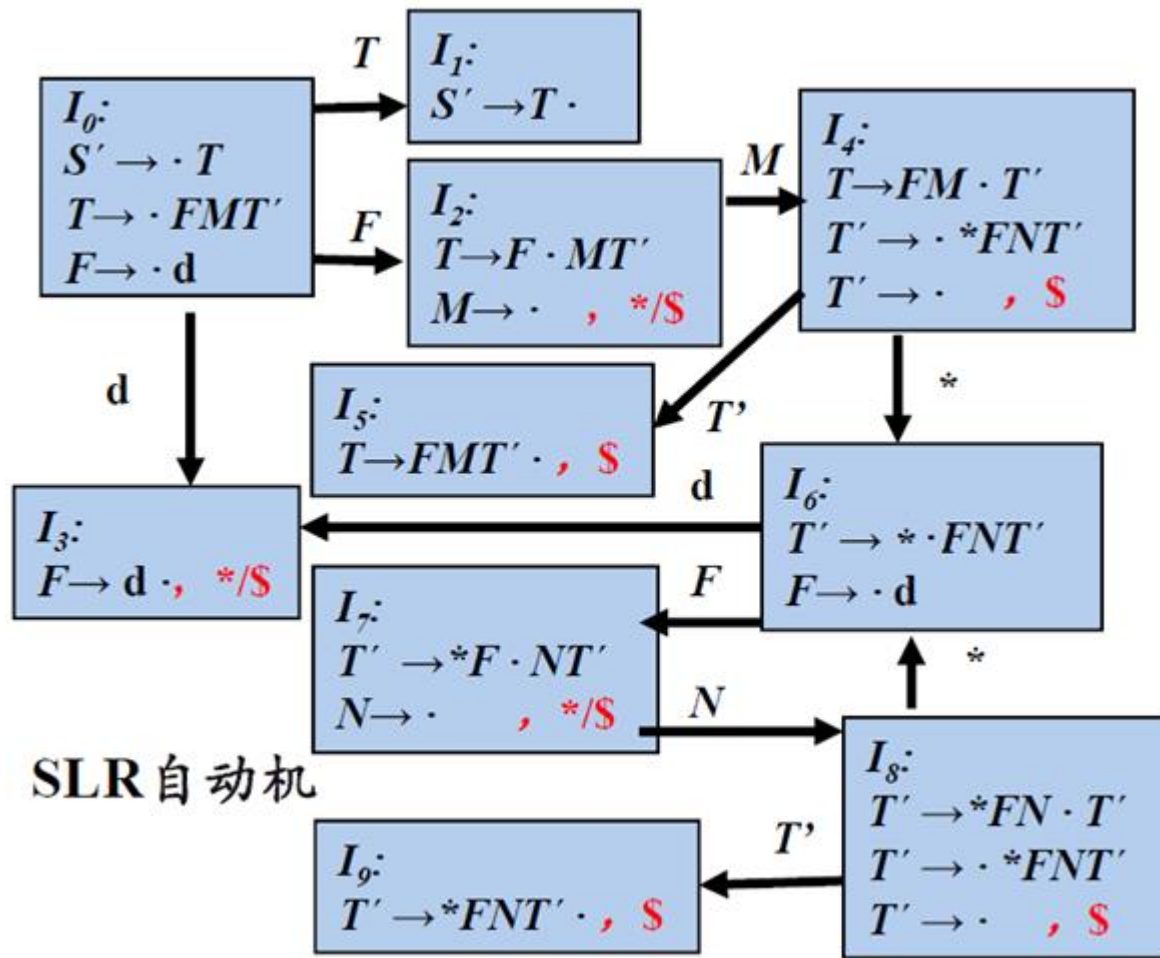 T
I₁:
S′ → T ·
I₀:
S′ → · T
T → · FMT′
F → · d
F
I₂:
T → F · MT′
M → · , */$
M
I₄:
T → FM · T′
T′ → · *FNT′
T′ → · , $
d
*
T’
I₅:
T → FMT′ · , $
d
I₆:
T′ → * · FNT′
F → · d
I₃:
F → d · , */$
F
I₇:
T′ → *F · NT′
N → · , */$
N
*
I₈:
T′ → *FN · T′
T′ → · *FNT′
T′ → · , $
SLR自动机
T’
I₉:
T′ → *FNT′ · , $